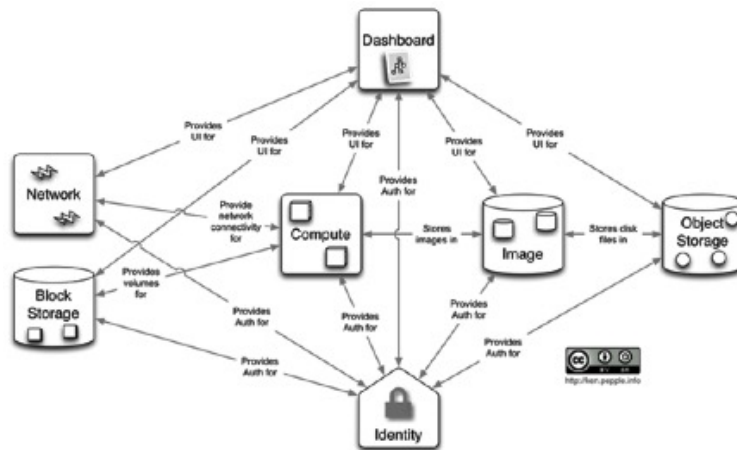 Dashboard
Provides
UI for
Provides
UI for
Provides
UI for
Provides
UI for
Provides
UI for
Provides
Auth for
Network
Provide
network
connectivity
for
Compute
Stores
images in
Image
Stores disk
files in
Object
Storage
Block
Storage
Provides
volumes
for
Provides
Auth for
Provides
Auth for
Provides
Auth for
Provides
Auth for
Provides
Auth for
Identity
cc
http://ken.pepple.info